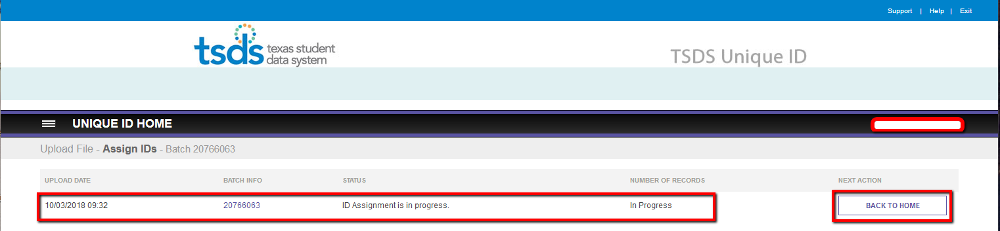 Support | Help | Exit
tsds texas student
data system
TSDS Unique ID
UNIQUE ID HOME
Upload File - Assign IDs - Batch 20766063
UPLOAD DATE BATCH INFO STATUS NUMBER OF RECORDS NEXT ACTION
10/03/2018 09:32 20766063 ID Assignment is in progress. In Progress BACK TO HOME